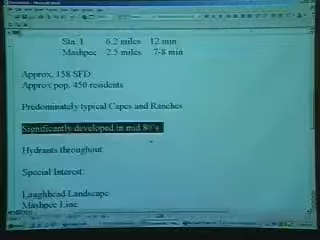 Sta. 1 6.2 miles 12 min
Mashpee 2.5 miles 7-8 min
Approx. 158 SFD
Approx pop. 450 residents
Predominately typical Capes and Ranches
Significantly developed in mid 80's
Hydrants throughout
Special Interest:
Laughhead Landscape
Mashpee Line